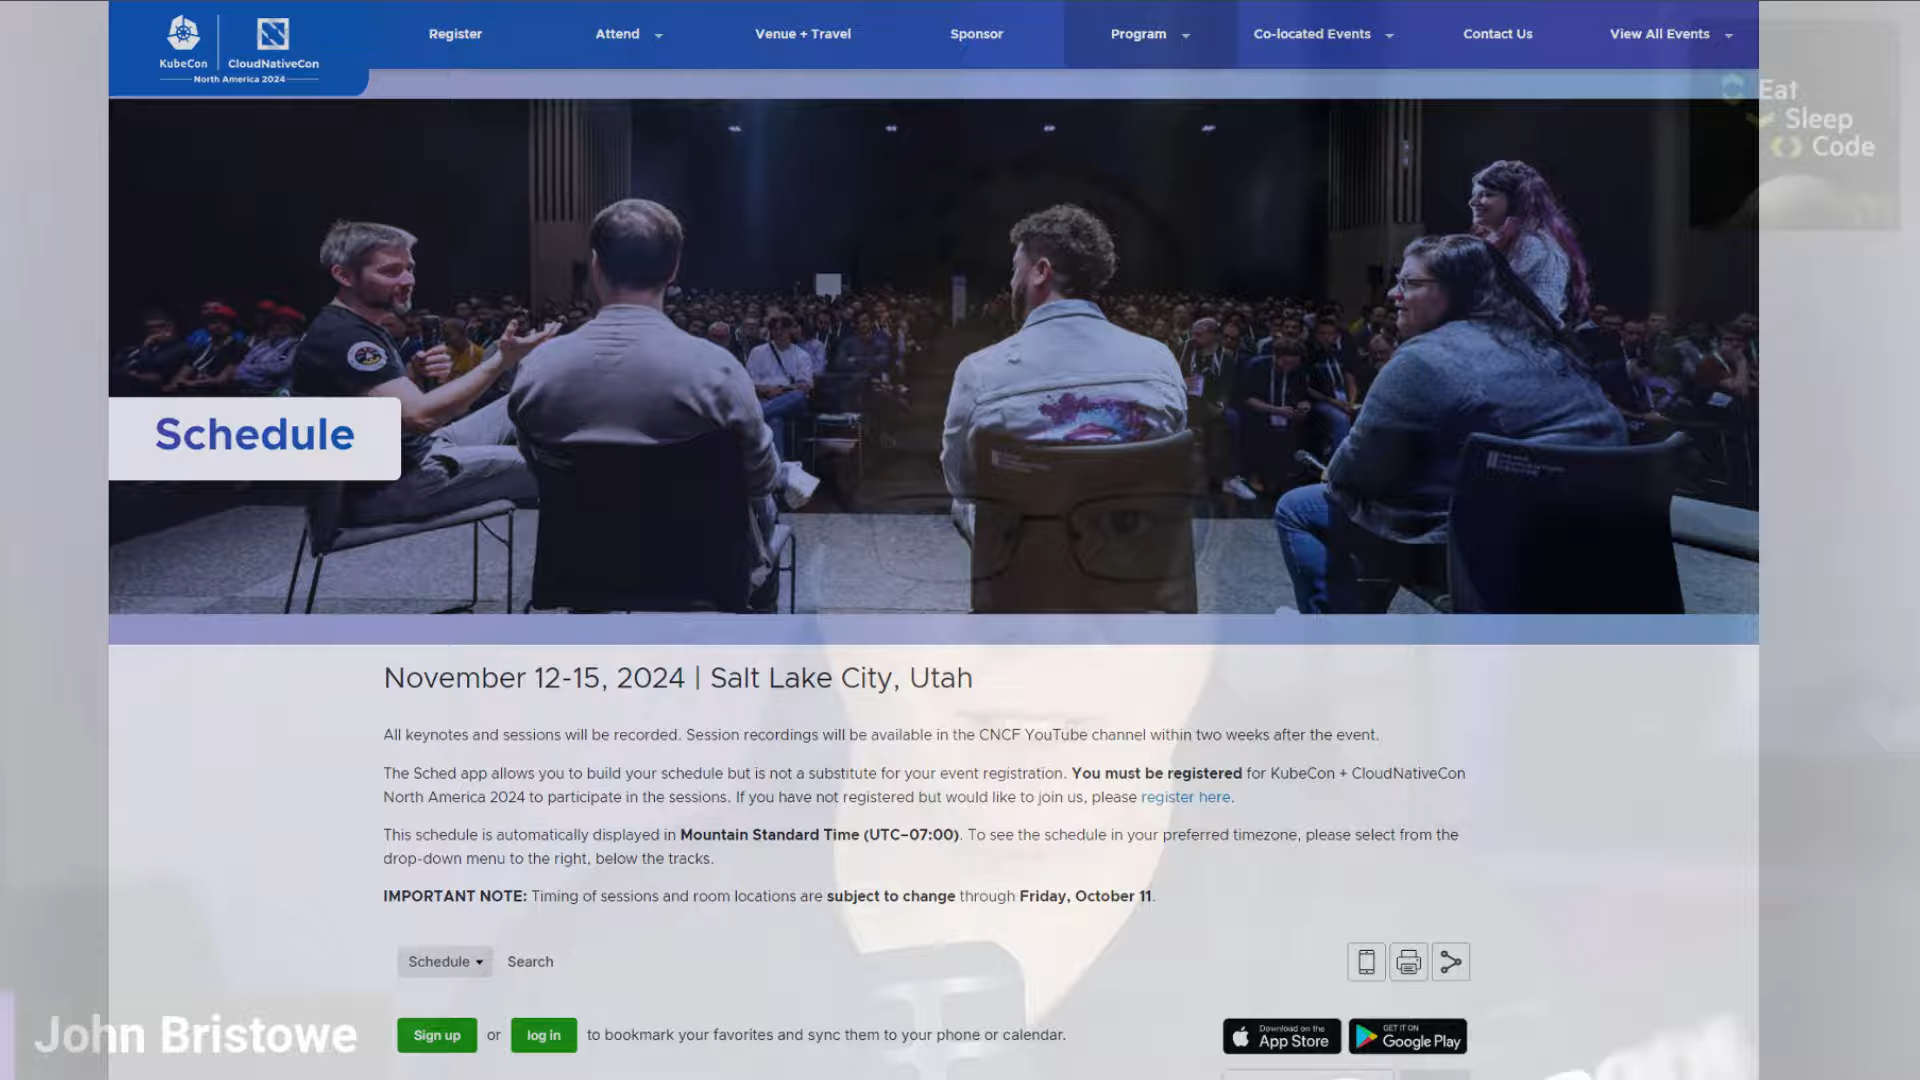 KubeCon
CloudNativeCon
North America 2024
Register
Attend
Venue + Travel
Sponsor
Program
Co-located Events
Contact Us
View All Events
Eat
Sleep
Code
Schedule
November 12-15, 2024 | Salt Lake City, Utah
All keynotes and sessions will be recorded. Session recordings will be available in the CNCF YouTube channel within two weeks after the event.
The Sched app allows you to build your schedule but is not a substitute for your event registration. You must be registered for KubeCon + CloudNativeCon
North America 2024 to participate in the sessions. If you have not registered but would like to join us, please register here.
This schedule is automatically displayed in Mountain Standard Time (UTC–07:00). To see the schedule in your preferred timezone, please select from the
drop-down menu to the right, below the tracks.
IMPORTANT NOTE: Timing of sessions and room locations are subject to change through Friday, October 11.
Schedule
Search
John Bristowe
Sign up or log in to bookmark your favorites and sync them to your phone or calendar.
Download on the
App Store
GET IT ON
Google Play